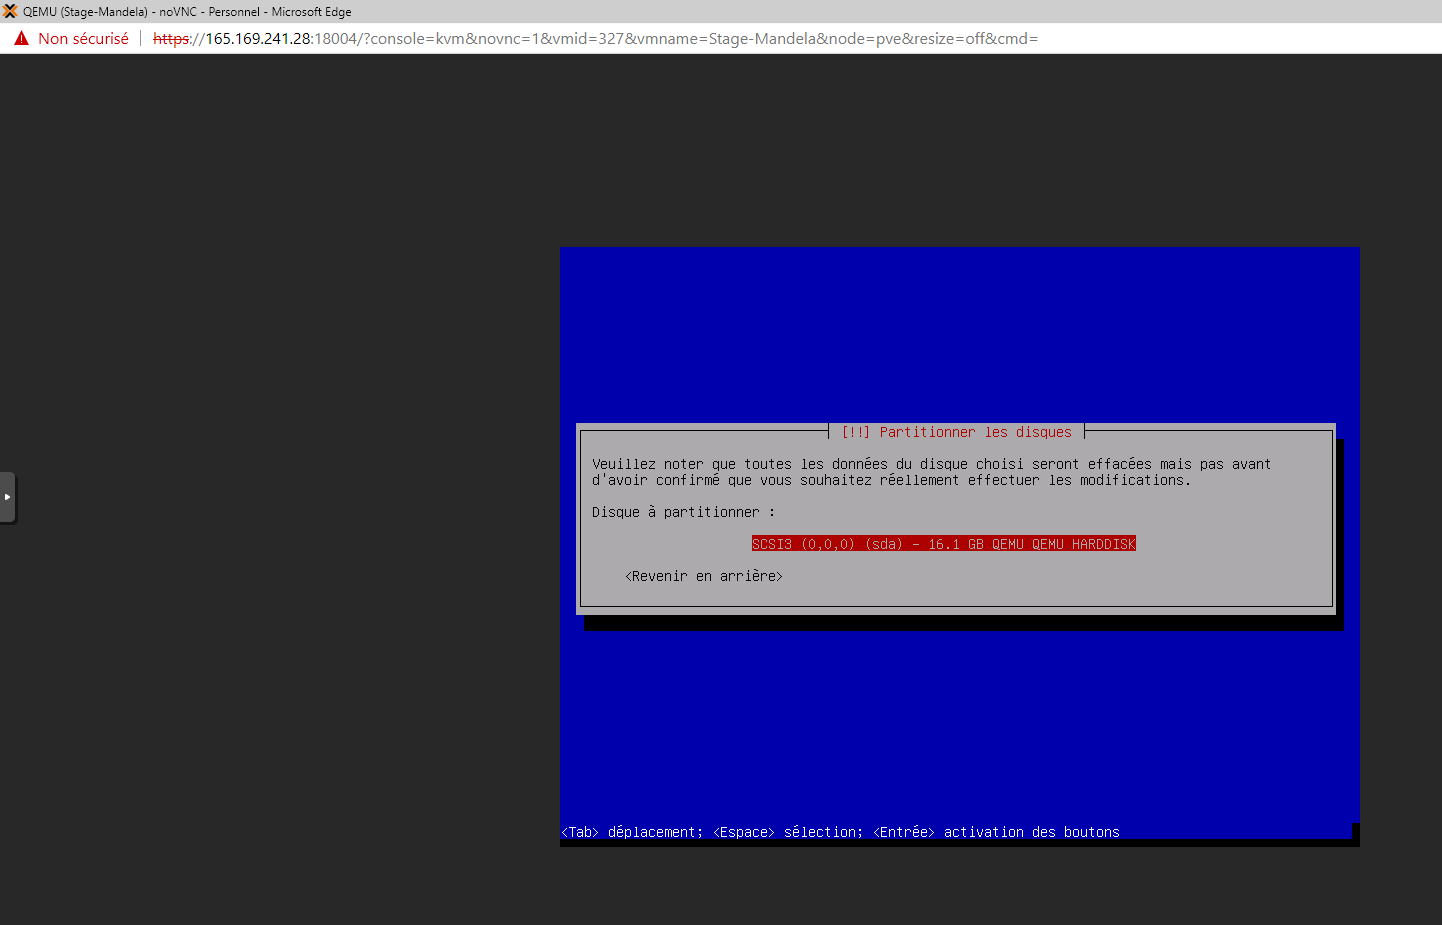 QEMU (Stage-Mandela) - noVNC - Personnel - Microsoft Edge
Non sécurisé https://165.169.241.28:18004/?console=kvm&novnc=1&vmid=327&vmname=Stage-Mandela&node=pve&resize=off&cmd=
[!!] Partitionner les disques
Veuillez noter que toutes les données du disque choisi seront effacées mais pas avant
d'avoir confirmé que vous souhaitez réellement effectuer les modifications.
Disque à partitionner :
SCSI3 (0,0,0) (sda) - 16.1 GB QEMU QEMU HARDDISK
<Revenir en arrière>
<Tab> déplacement; <Espace> sélection; <Entrée> activation des boutons